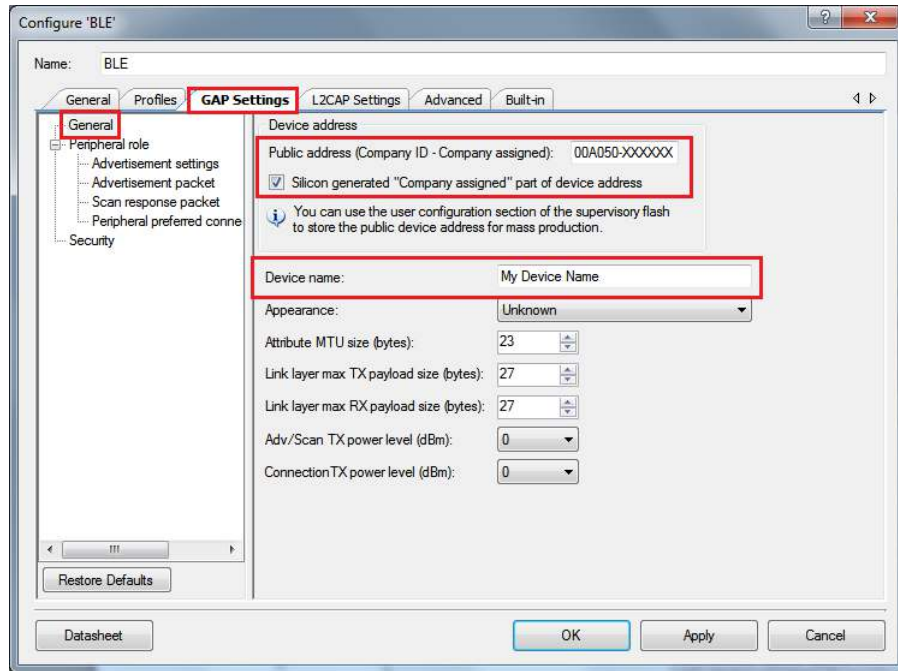 Configure 'BLE'
Name: BLE
General Profiles GAP Settings L2CAP Settings Advanced Built-in
General
Peripheral role
Advertisement settings
Advertisement packet
Scan response packet
Peripheral preferred conne
Security
Restore Defaults
Device address
Public address (Company ID - Company assigned): 00A050-XXXXXX
Silicon generated "Company assigned" part of device address
You can use the user configuration section of the supervisory flash
to store the public device address for mass production.
Device name: My Device Name
Appearance: Unknown
Attribute MTU size (bytes): 23
Link layer max TX payload size (bytes): 27
Link layer max RX payload size (bytes): 27
Adv/Scan TX power level (dBm): 0
Connection TX power level (dBm): 0
Datasheet OK Apply Cancel